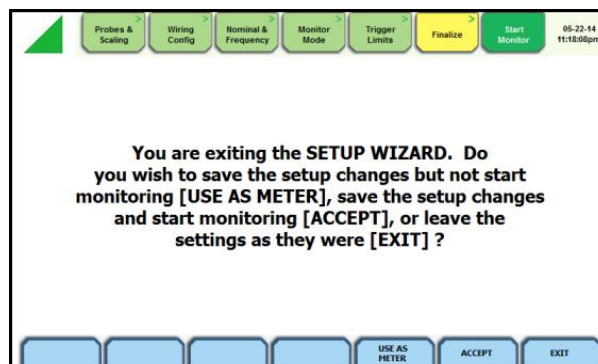 Probes &
Scaling
Wiring
Config
Nominal &
Frequency
Monitor
Mode
Trigger
Limits
Finalize
Start
Monitor
05-22-14
11:18:08pm
You are exiting the SETUP WIZARD. Do
you wish to save the setup changes but not start
monitoring [USE AS METER], save the setup changes
and start monitoring [ACCEPT], or leave the
settings as they were [EXIT] ?
USE AS
METER
ACCEPT
EXIT